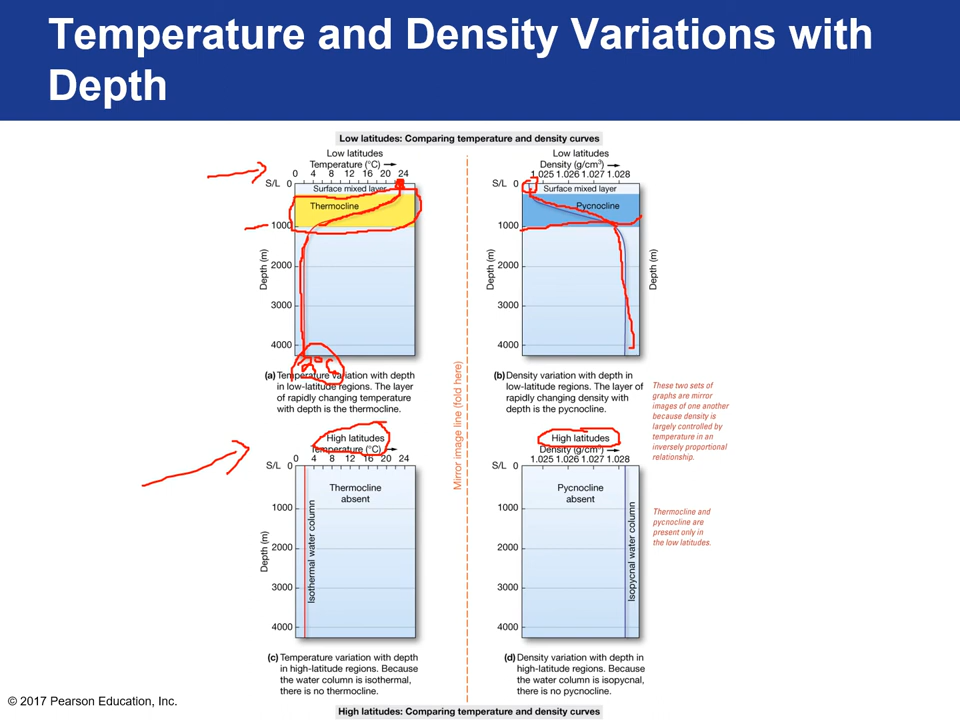 Temperature and Density Variations with
Depth
Low latitudes: Comparing temperature and density curves
Low latitudes
Temperature (°C)
0 4 8 12 16 20 24
S/L 0
Surface mixed layer
Thermocline
1000
2000
3000
4000
Depth (m)
2°C
(a) Temperature variation with depth
in low-latitude regions. The layer
of rapidly changing temperature
with depth is the thermocline.
Low latitudes
Density (g/cm³)
1.025 1.026 1.027 1.028
S/L 0
Surface mixed layer
Pycnocline
1000
2000
3000
4000
Depth (m)
Depth (m)
(b) Density variation with depth in
low-latitude regions. The layer of
rapidly changing density with
depth is the pycnocline.
Mirror image line (fold here)
These two sets of
graphs are mirror
images of one another
because density is
largely controlled by
temperature in an
inversely proportional
relationship.
High latitudes
Temperature (°C)
0 4 8 12 16 20 24
S/L 0
Thermocline
absent
Isothermal water column
1000
2000
3000
4000
Depth (m)
(c) Temperature variation with depth
in high-latitude regions. Because
the water column is isothermal,
there is no thermocline.
High latitudes
Density (g/cm³)
1.025 1.026 1.027 1.028
S/L 0
Pycnocline
absent
Isopycnal water column
1000
2000
3000
4000
(d) Density variation with depth in
high-latitude regions. Because
the water column is isopycnal,
there is no pycnocline.
Thermocline and
pycnocline are
present only in
the low latitudes.
© 2017 Pearson Education, Inc.
High latitudes: Comparing temperature and density curves